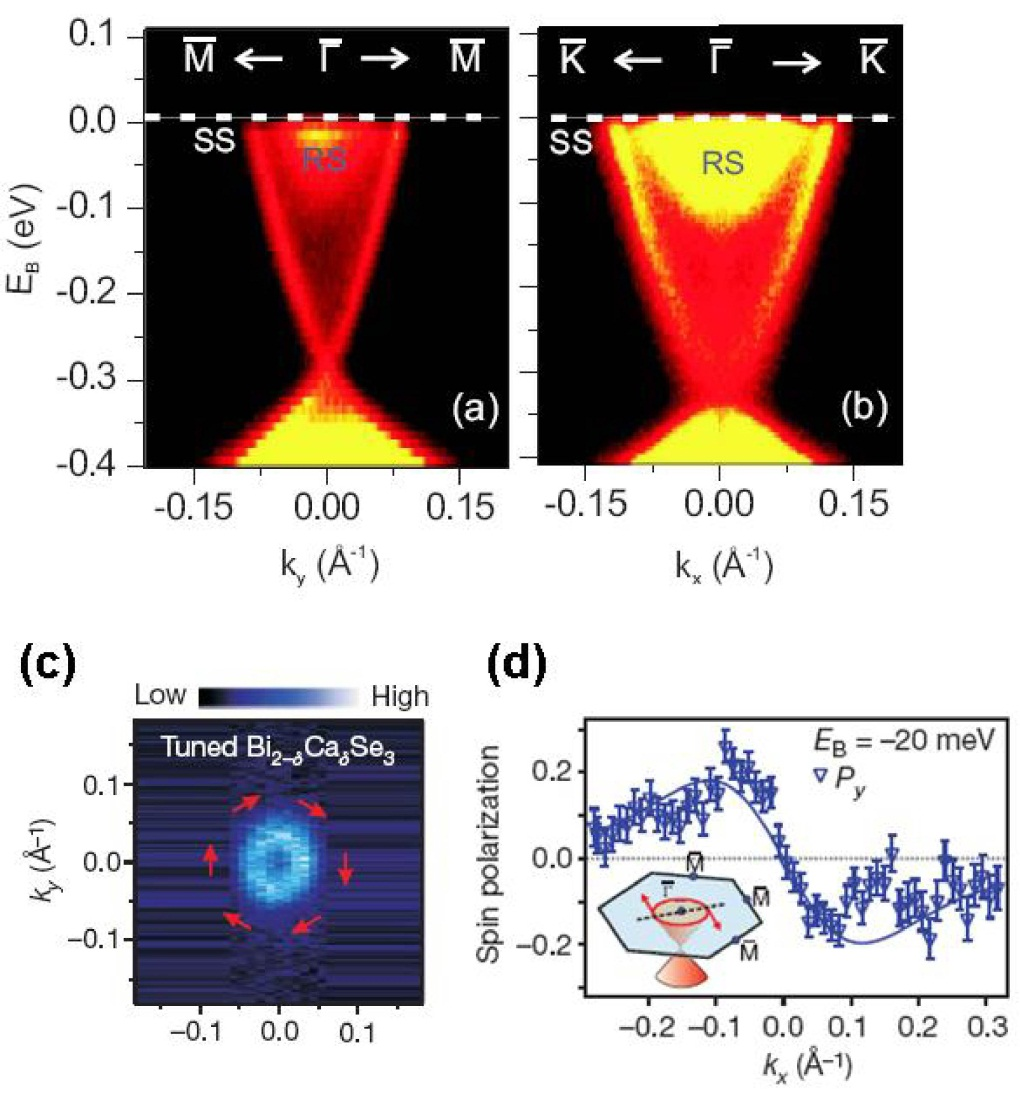 M̅ ← Γ̅ → M̅
K̅ ← Γ̅ → K̅
0.1
0.0
-0.1
-0.2
-0.3
-0.4
E_B (eV)
SS
RS
SS
RS
(a)
(b)
-0.15 0.00 0.15
-0.15 0.00 0.15
k_y (Å⁻¹)
k_x (Å⁻¹)
(c)
Low High
Tuned Bi₂₋δCaδSe₃
0.1
0.0
−0.1
k_y (Å⁻¹)
−0.1 0.0 0.1
(d)
E_B = −20 meV
▽ P_y
0.2
0.0
−0.2
Spin polarization
M̅
Γ̅
M̅
M̅
−0.2 −0.1 0.0 0.1 0.2 0.3
k_x (Å⁻¹)